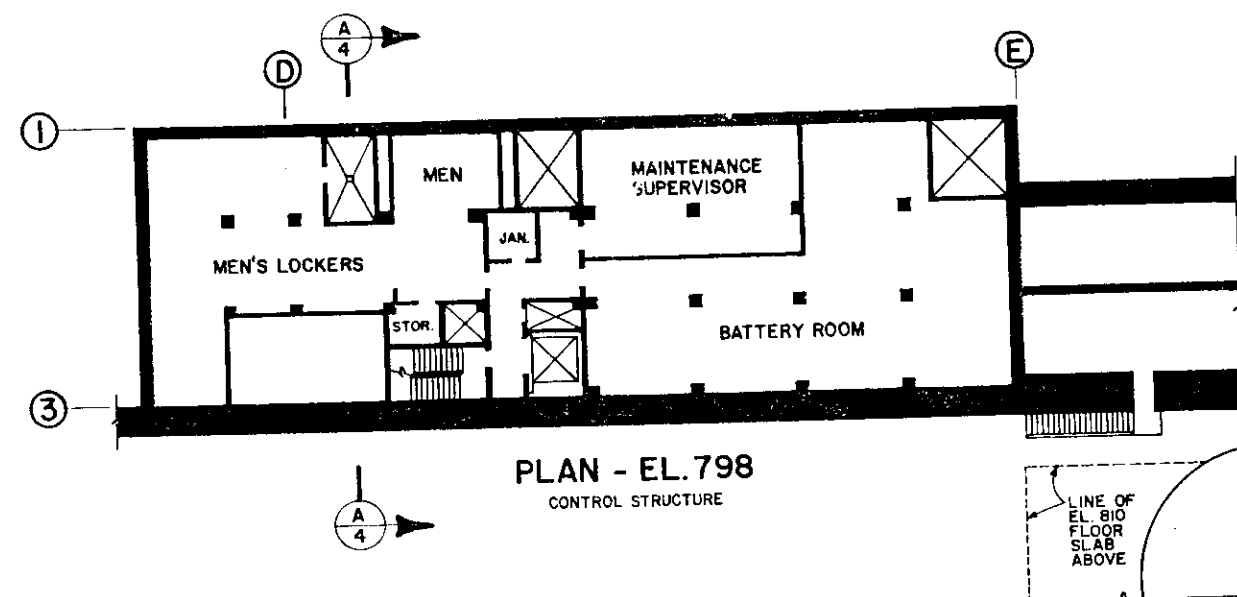 A
4
D
E
1
MEN
MAINTENANCE
SUPERVISOR
JAN.
MEN'S LOCKERS
STOR.
BATTERY ROOM
3
PLAN - EL. 798
CONTROL STRUCTURE
A
4
LINE OF
EL. 810
FLOOR
SLAB
ABOVE